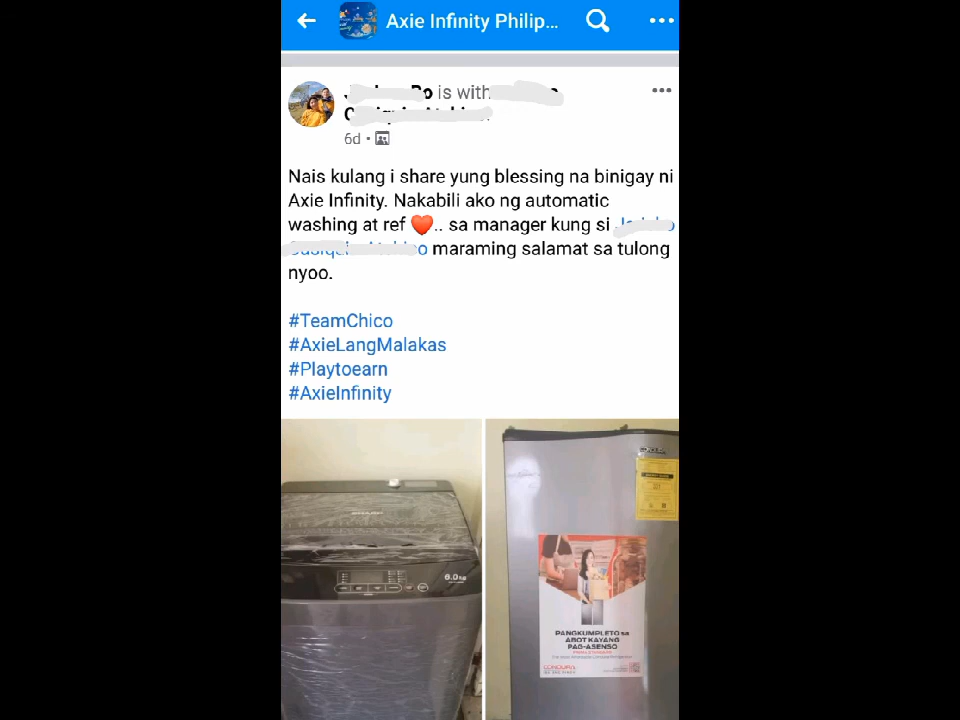 Axie Infinity Philip...
is with
6d
Nais kulang i share yung blessing na binigay ni
Axie Infinity. Nakabili ako ng automatic
washing at ref ❤️.. sa manager kung si
maraming salamat sa tulong
nyoo.
#TeamChico
#AxieLangMalakas
#Playtoearn
#AxieInfinity
6.0kg
PANGKUMPLETO sa
ABOT KAYANG
PAG-ASENSO
CONDURA